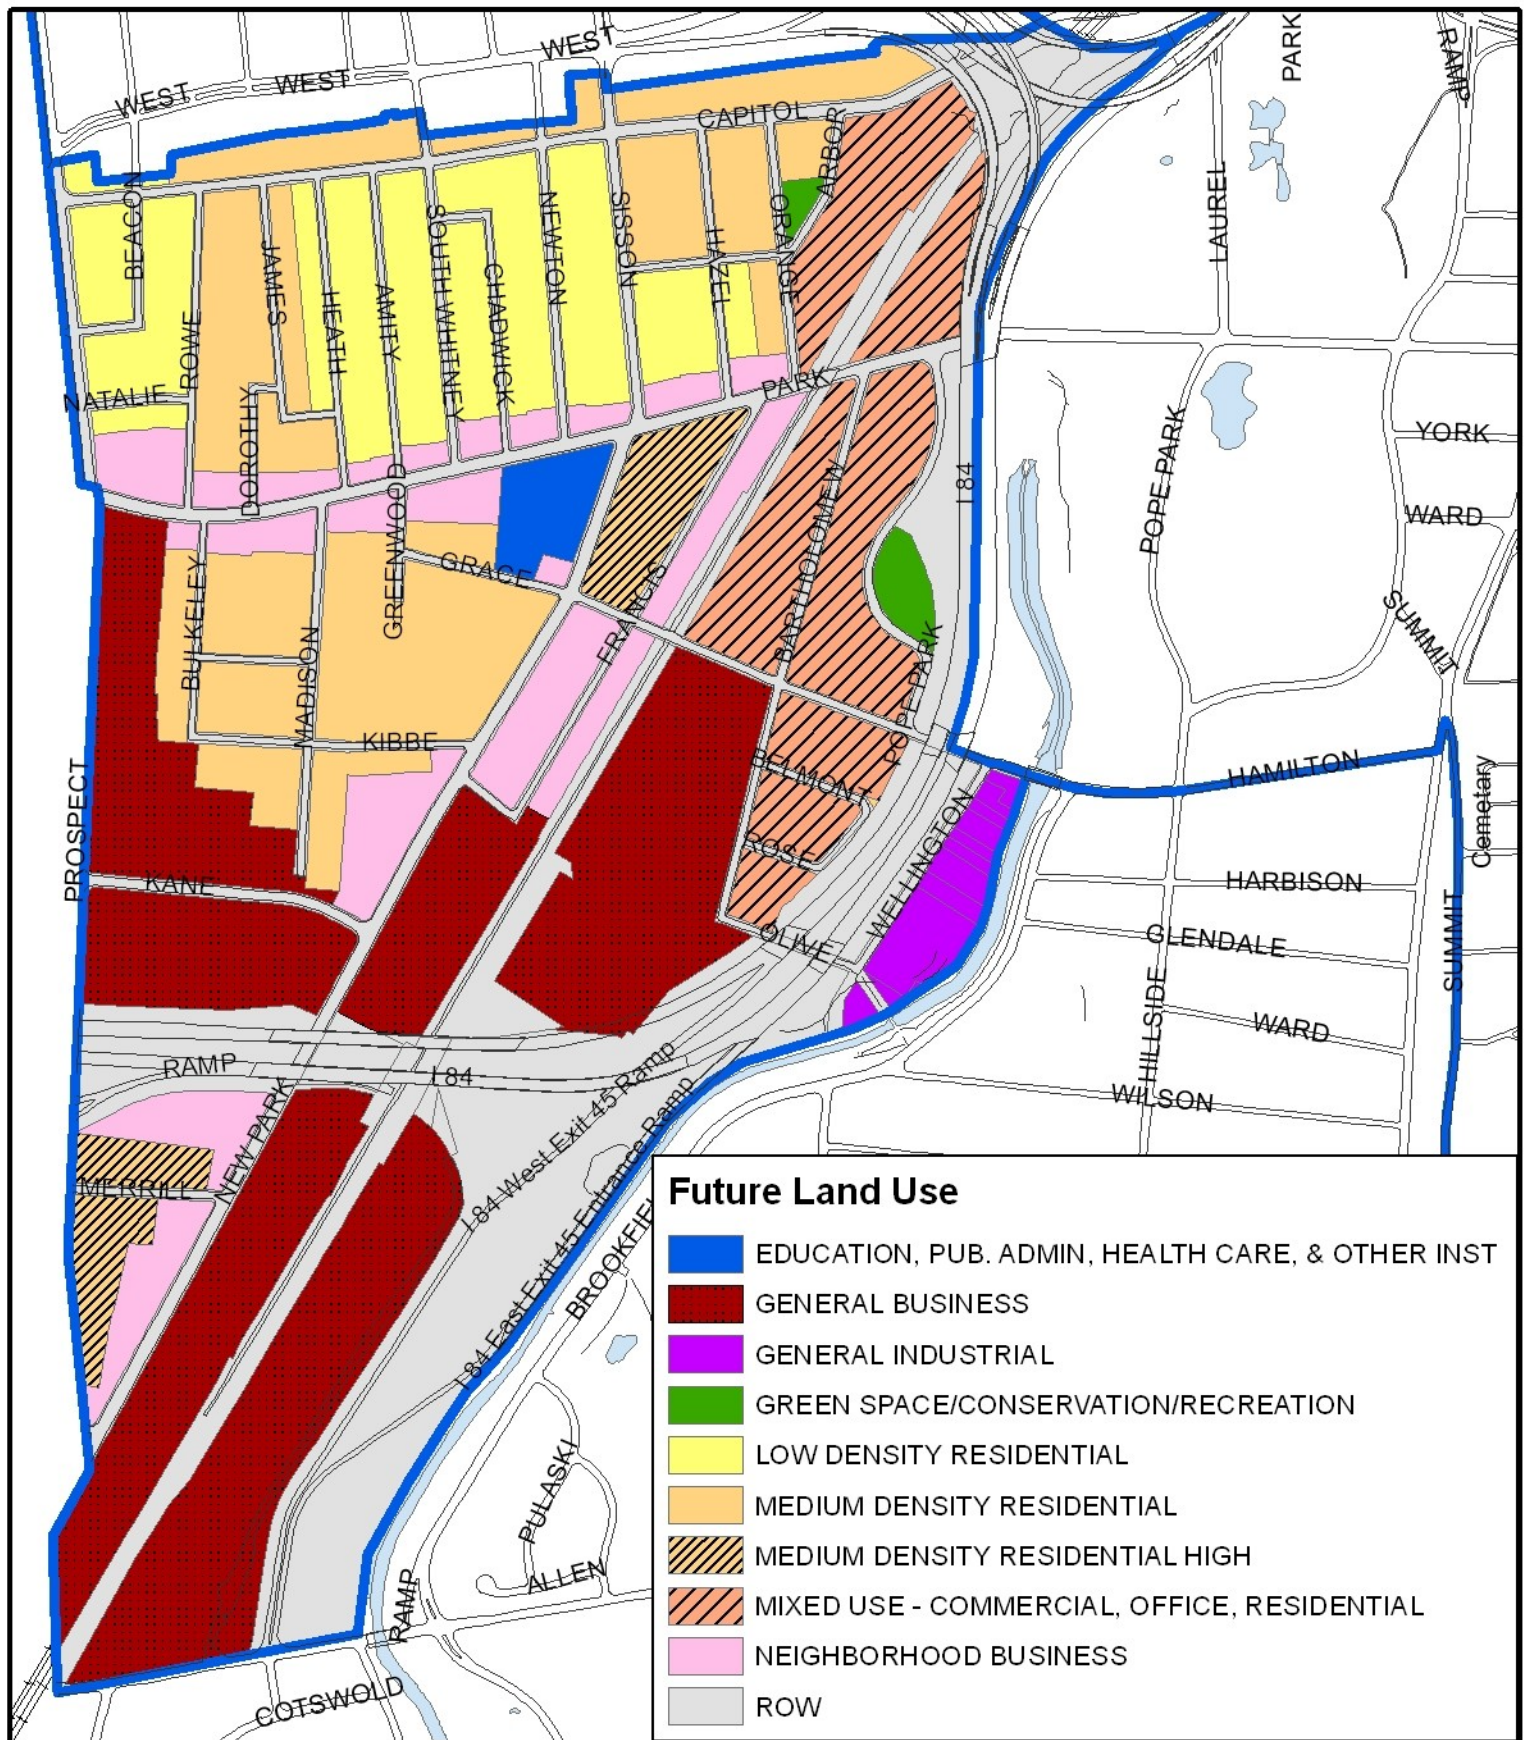 WEST
WEST
WEST
PARK
RAMP
CAPITOL
ARBOR
BEACON
LAUREL
JAMES
SOUTH WHITNEY
NEWTON
SISSON
ORANGE
HAZEL
HEATH
AMITY
CHADWICK
ROWE
NATALIE
DOROTHY
PARK
YORK
I 84
POPE PARK
WARD
GREENWOOD
BARTHOLOMEW
GRACE
FRANCIS
BULKELEY
MADISON
SUMMIT
POPE PARK
KIBBE
BELMONT
HAMILTON
Cemetary
PROSPECT
WELLINGTON
ROSE
KANE
HARBISON
OLIVE
GLENDALE
SUMMIT
HILLSIDE
WARD
RAMP
I 84
WILSON
NEW PARK
I 84 West Exit 45 Ramp
I 84 East Exit 45 Entrance Ramp
MERRILL
BROOKFIEL
PULASKI
ALLEN
RAMP
COTSWOLD
Future Land Use
EDUCATION, PUB. ADMIN, HEALTH CARE, & OTHER INST
GENERAL BUSINESS
GENERAL INDUSTRIAL
GREEN SPACE/CONSERVATION/RECREATION
LOW DENSITY RESIDENTIAL
MEDIUM DENSITY RESIDENTIAL
MEDIUM DENSITY RESIDENTIAL HIGH
MIXED USE - COMMERCIAL, OFFICE, RESIDENTIAL
NEIGHBORHOOD BUSINESS
ROW